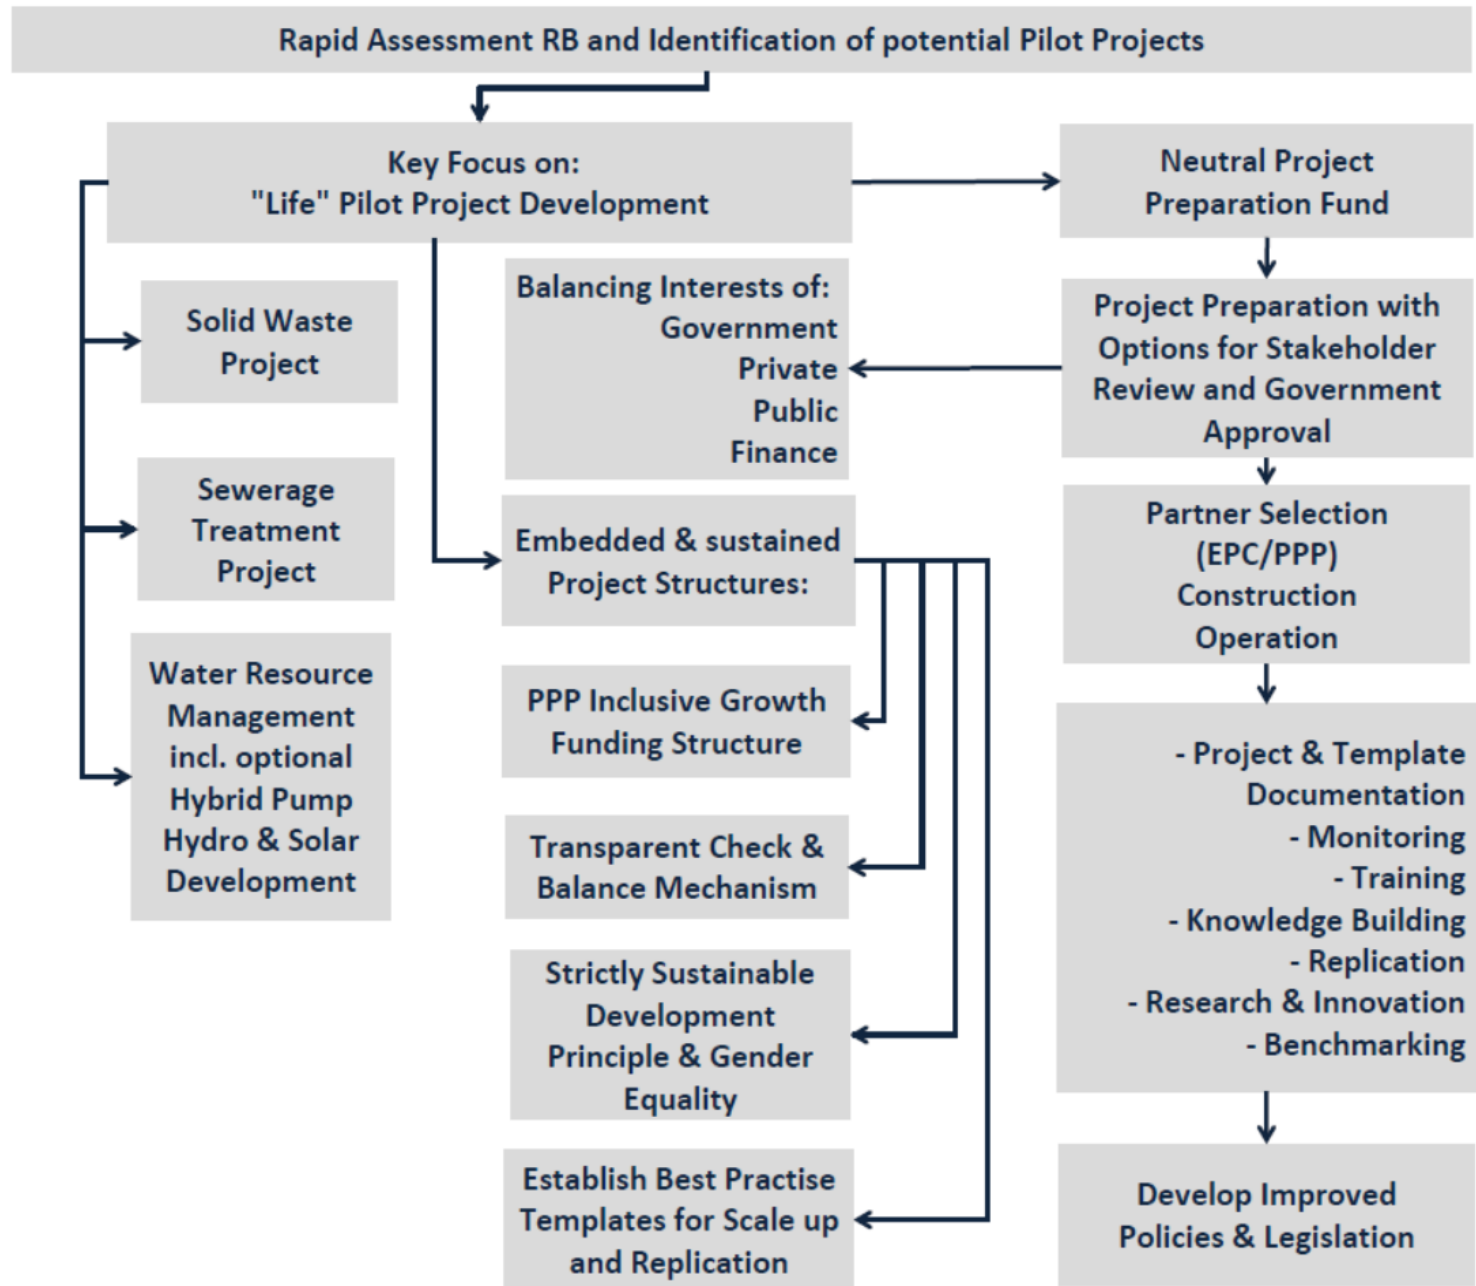 Rapid Assessment RB and Identification of potential Pilot Projects
Key Focus on:
"Life" Pilot Project Development
Neutral Project
Preparation Fund
Solid Waste
Project
Sewerage
Treatment
Project
Water Resource
Management
incl. optional
Hybrid Pump
Hydro & Solar
Development
Balancing Interests of:
Government
Private
Public
Finance
Embedded & sustained
Project Structures:
PPP Inclusive Growth
Funding Structure
Transparent Check &
Balance Mechanism
Strictly Sustainable
Development
Principle & Gender
Equality
Establish Best Practise
Templates for Scale up
and Replication
Project Preparation with
Options for Stakeholder
Review and Government
Approval
Partner Selection
(EPC/PPP)
Construction
Operation
- Project & Template
Documentation
- Monitoring
- Training
- Knowledge Building
- Replication
- Research & Innovation
- Benchmarking
Develop Improved
Policies & Legislation